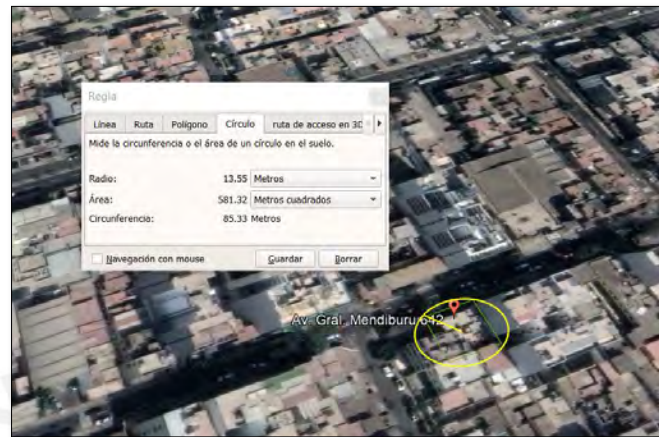 Regla
Línea Ruta Polígono Círculo ruta de acceso en 3D
Mide la circunferencia o el área de un círculo en el suelo.
Radio: 13.55 Metros
Área: 581.32 Metros cuadrados
Circunferencia: 85.33 Metros
Navegación con mouse Guardar Borrar
Av. Gral. Mendiburu 642